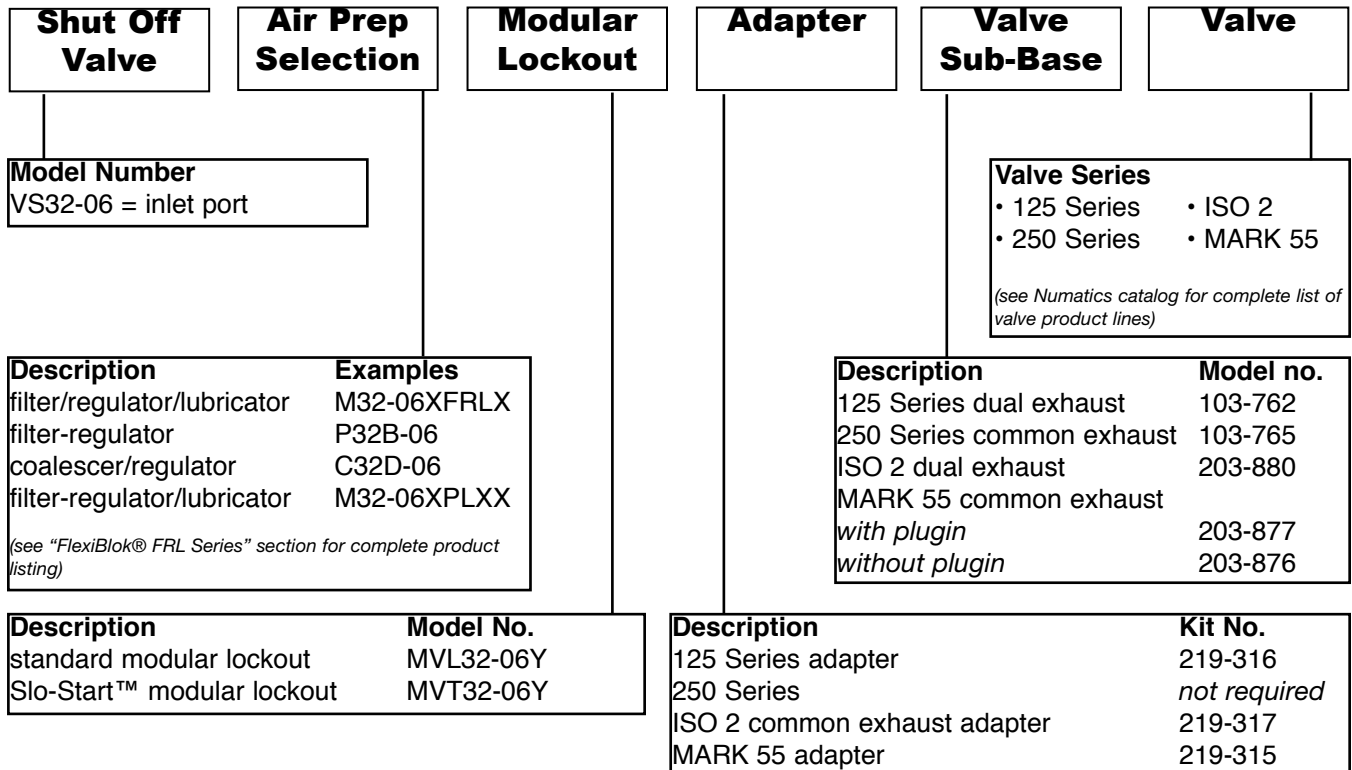 Shut Off
Valve
Air Prep
Selection
Modular
Lockout
Adapter
Valve
Sub-Base
Valve
Model Number
VS32-06 = inlet port
Valve Series
• 125 Series • ISO 2
• 250 Series • MARK 55
(see Numatics catalog for complete list of
valve product lines)
Description Examples
filter/regulator/lubricator M32-06XFRLX
filter-regulator P32B-06
coalescer/regulator C32D-06
filter-regulator/lubricator M32-06XPLXX
(see “FlexiBlok® FRL Series” section for complete product
listing)
Description Model no.
125 Series dual exhaust 103-762
250 Series common exhaust 103-765
ISO 2 dual exhaust 203-880
MARK 55 common exhaust
with plugin 203-877
without plugin 203-876
Description Model No.
standard modular lockout MVL32-06Y
Slo-Start™ modular lockout MVT32-06Y
Description Kit No.
125 Series adapter 219-316
250 Series not required
ISO 2 common exhaust adapter 219-317
MARK 55 adapter 219-315